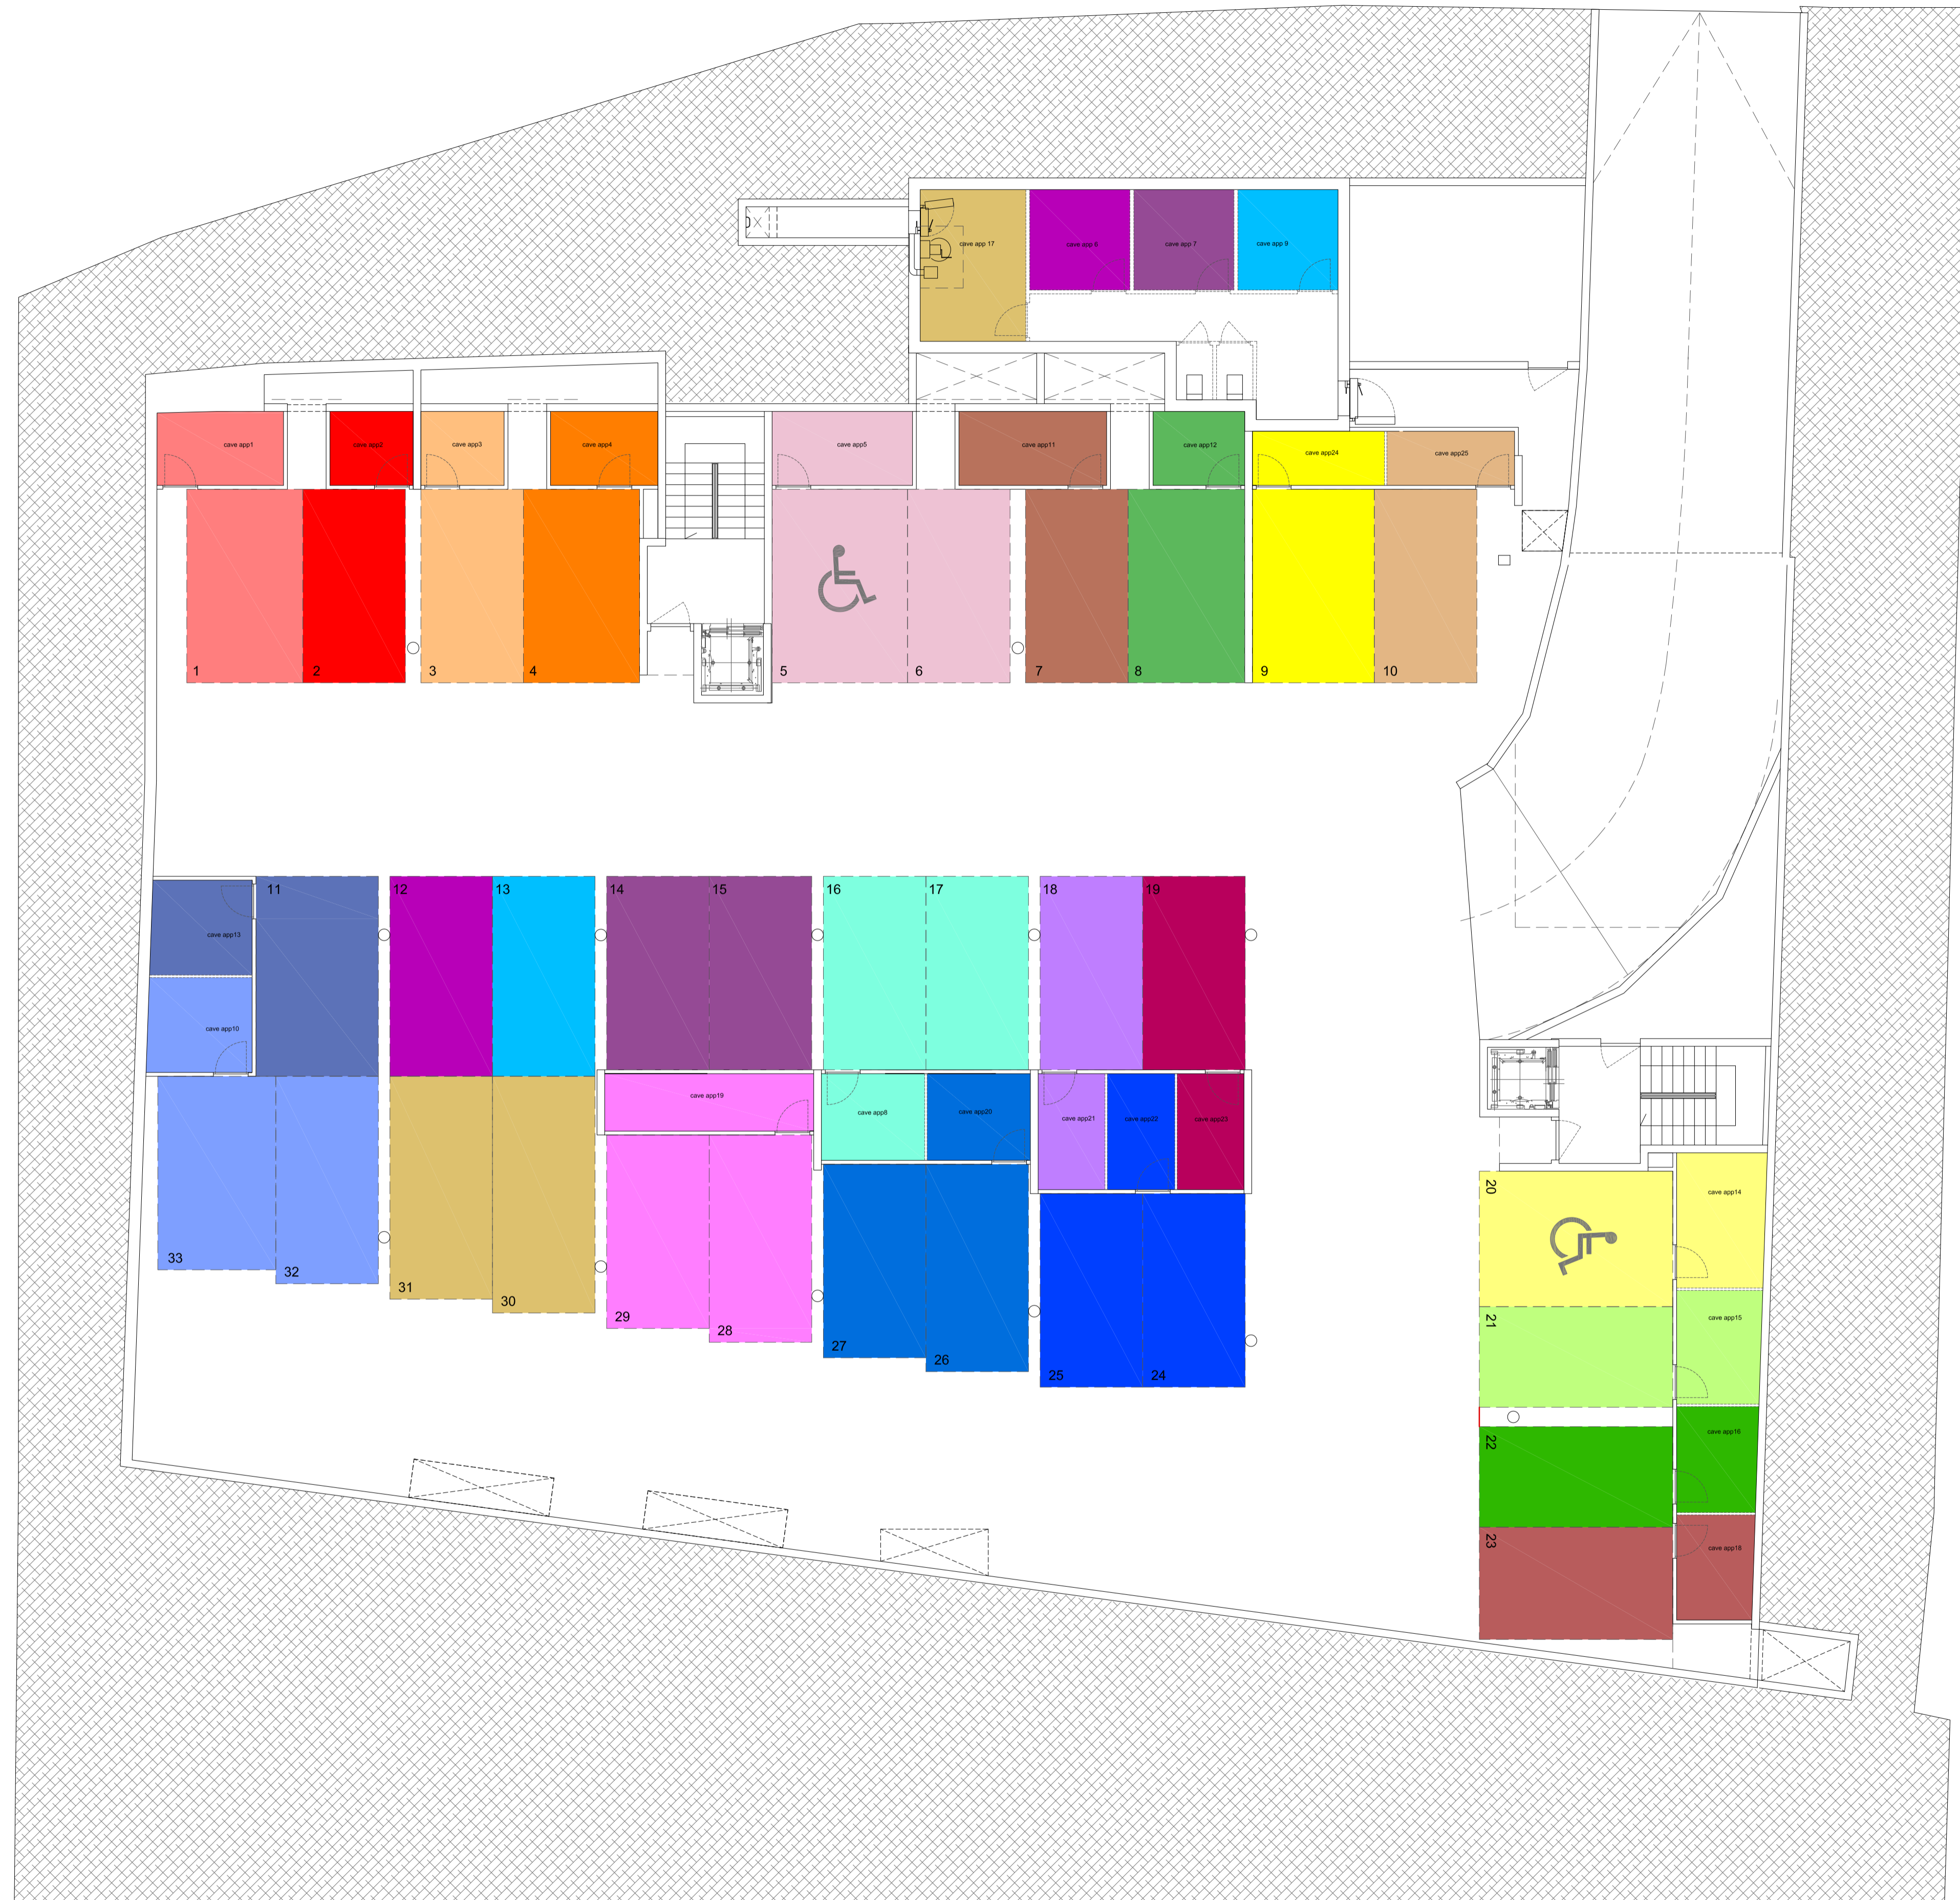 cave app 17
cave app 6
cave app 7
cave app 9
cave app1
cave app2
cave app3
cave app4
cave app5
cave app11
cave app12
cave app24
cave app25
1
2
3
4
5
6
7
8
9
10
11
12
13
14
15
16
17
18
19
cave app13
cave app10
cave app19
cave app8
cave app20
cave app21
cave app22
cave app23
33
32
31
30
29
28
27
26
25
24
20
cave app14
21
cave app15
22
cave app16
23
cave app18